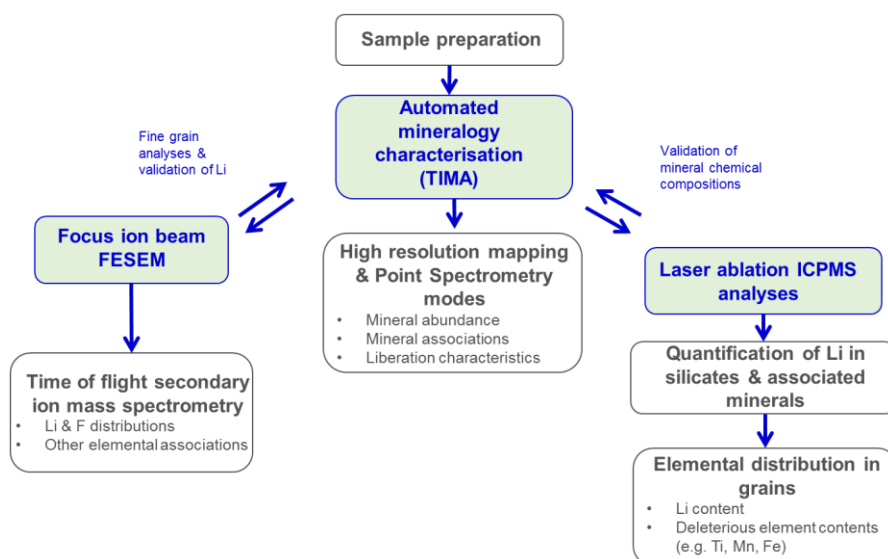 Sample preparation
Automated
mineralogy
characterisation
(TIMA)
Fine grain
analyses &
validation of Li
Validation of
mineral chemical
compositions
Focus ion beam
FESEM
High resolution mapping
& Point Spectrometry
modes
• Mineral abundance
• Mineral associations
• Liberation characteristics
Laser ablation ICPMS
analyses
Time of flight secondary
ion mass spectrometry
• Li & F distributions
• Other elemental associations
Quantification of Li in
silicates & associated
minerals
Elemental distribution in
grains
• Li content
• Deleterious element contents
(e.g. Ti, Mn, Fe)